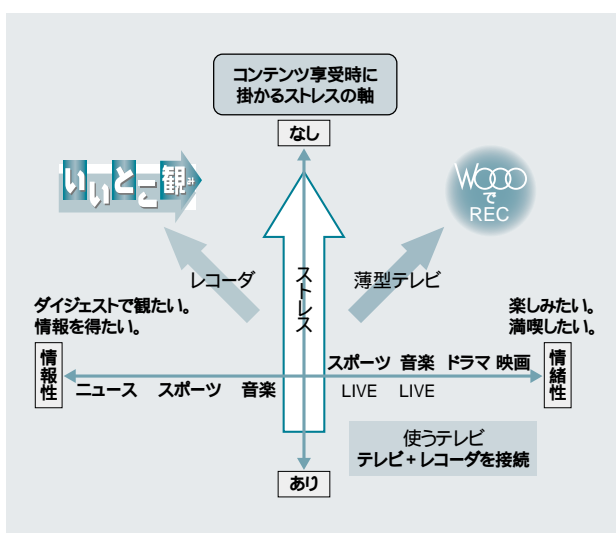 コンテンツ享受時に
掛かるストレスの軸
なし
いいとこ観み
Wooo
で
REC
レコーダ
ストレス
薄型テレビ
ダイジェストで観たい。
情報を得たい。
楽しみたい。
満喫したい。
情報性
ニュース スポーツ 音楽
スポーツ 音楽 ドラマ 映画
LIVE LIVE
情緒性
使うテレビ
テレビ+レコーダを接続
あり